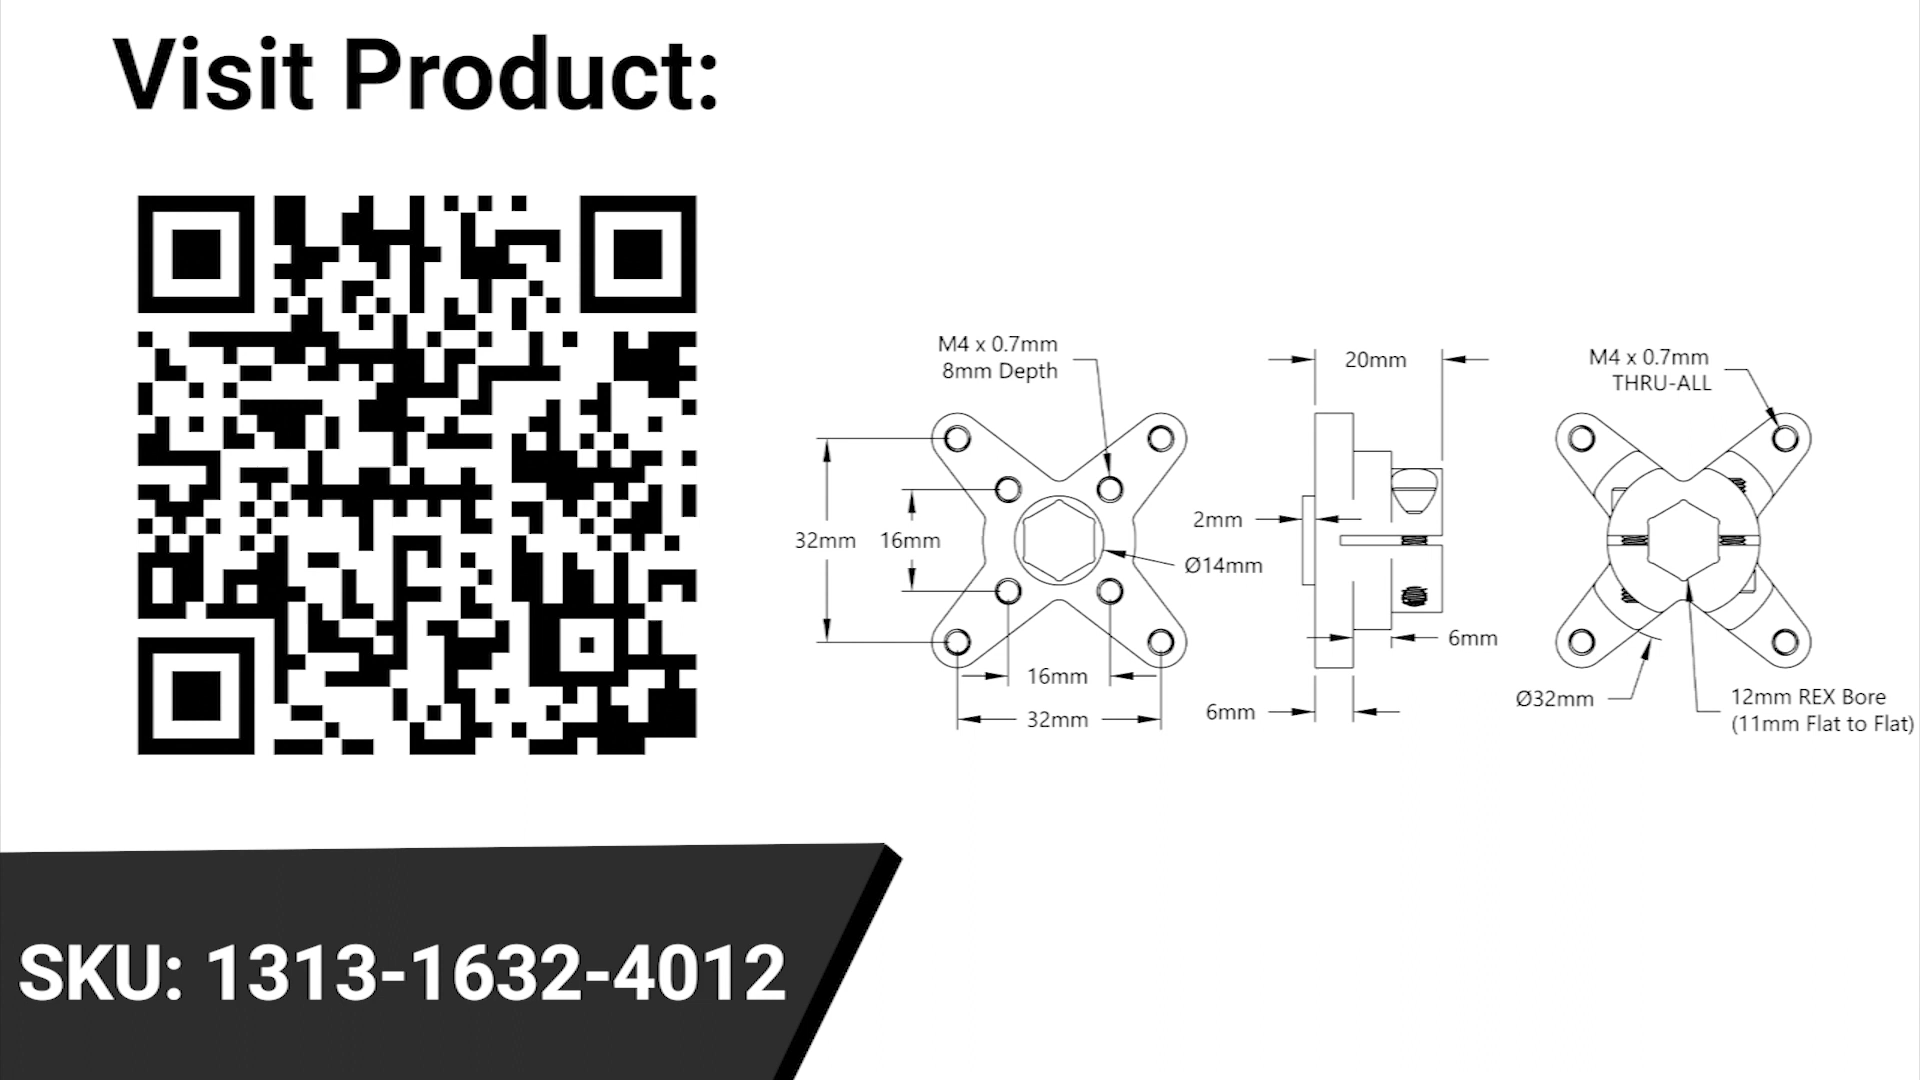 Visit Product:
M4 x 0.7mm
8mm Depth
32mm
16mm
Ø14mm
16mm
32mm
20mm
2mm
6mm
6mm
M4 x 0.7mm
THRU-ALL
Ø32mm
12mm REX Bore
(11mm Flat to Flat)
SKU: 1313-1632-4012